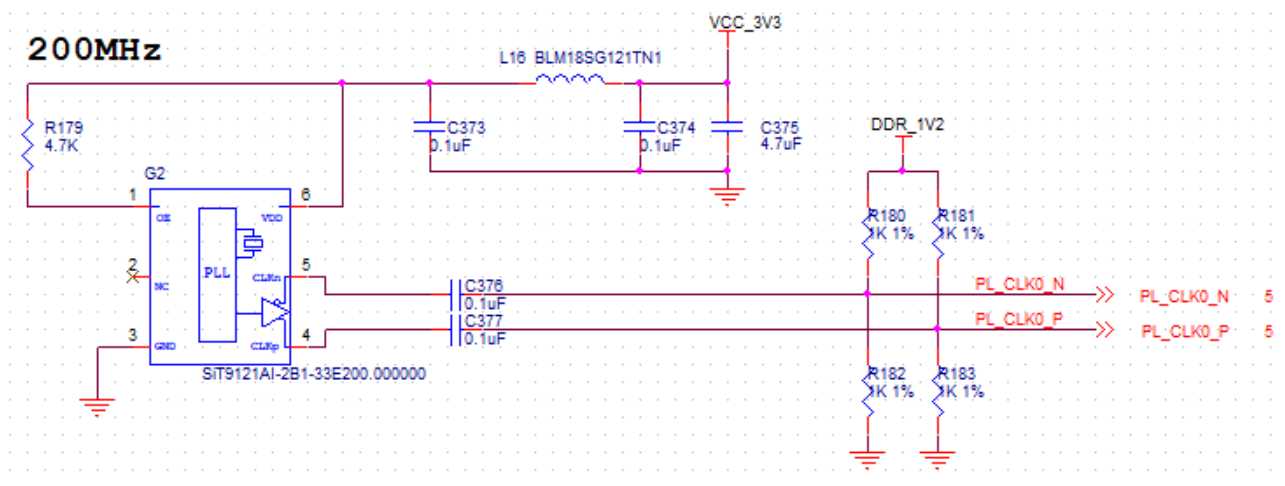 VCC_3V3
200MHz
L16 BLM18SG121TN1
R179
4.7K
C373
0.1uF
C374
0.1uF
C375
4.7uF
DDR_1V2
G2
1
OE
6
VDD
R180
1K 1%
R181
1K 1%
2
NC
PLL
5
CLKn
C376
0.1uF
PL_CLK0_N
PL_CLK0_N 5
C377
0.1uF
PL_CLK0_P
PL_CLK0_P 5
3
GND
4
CLKp
SiT9121AI-2B1-33E200.000000
R182
1K 1%
R183
1K 1%